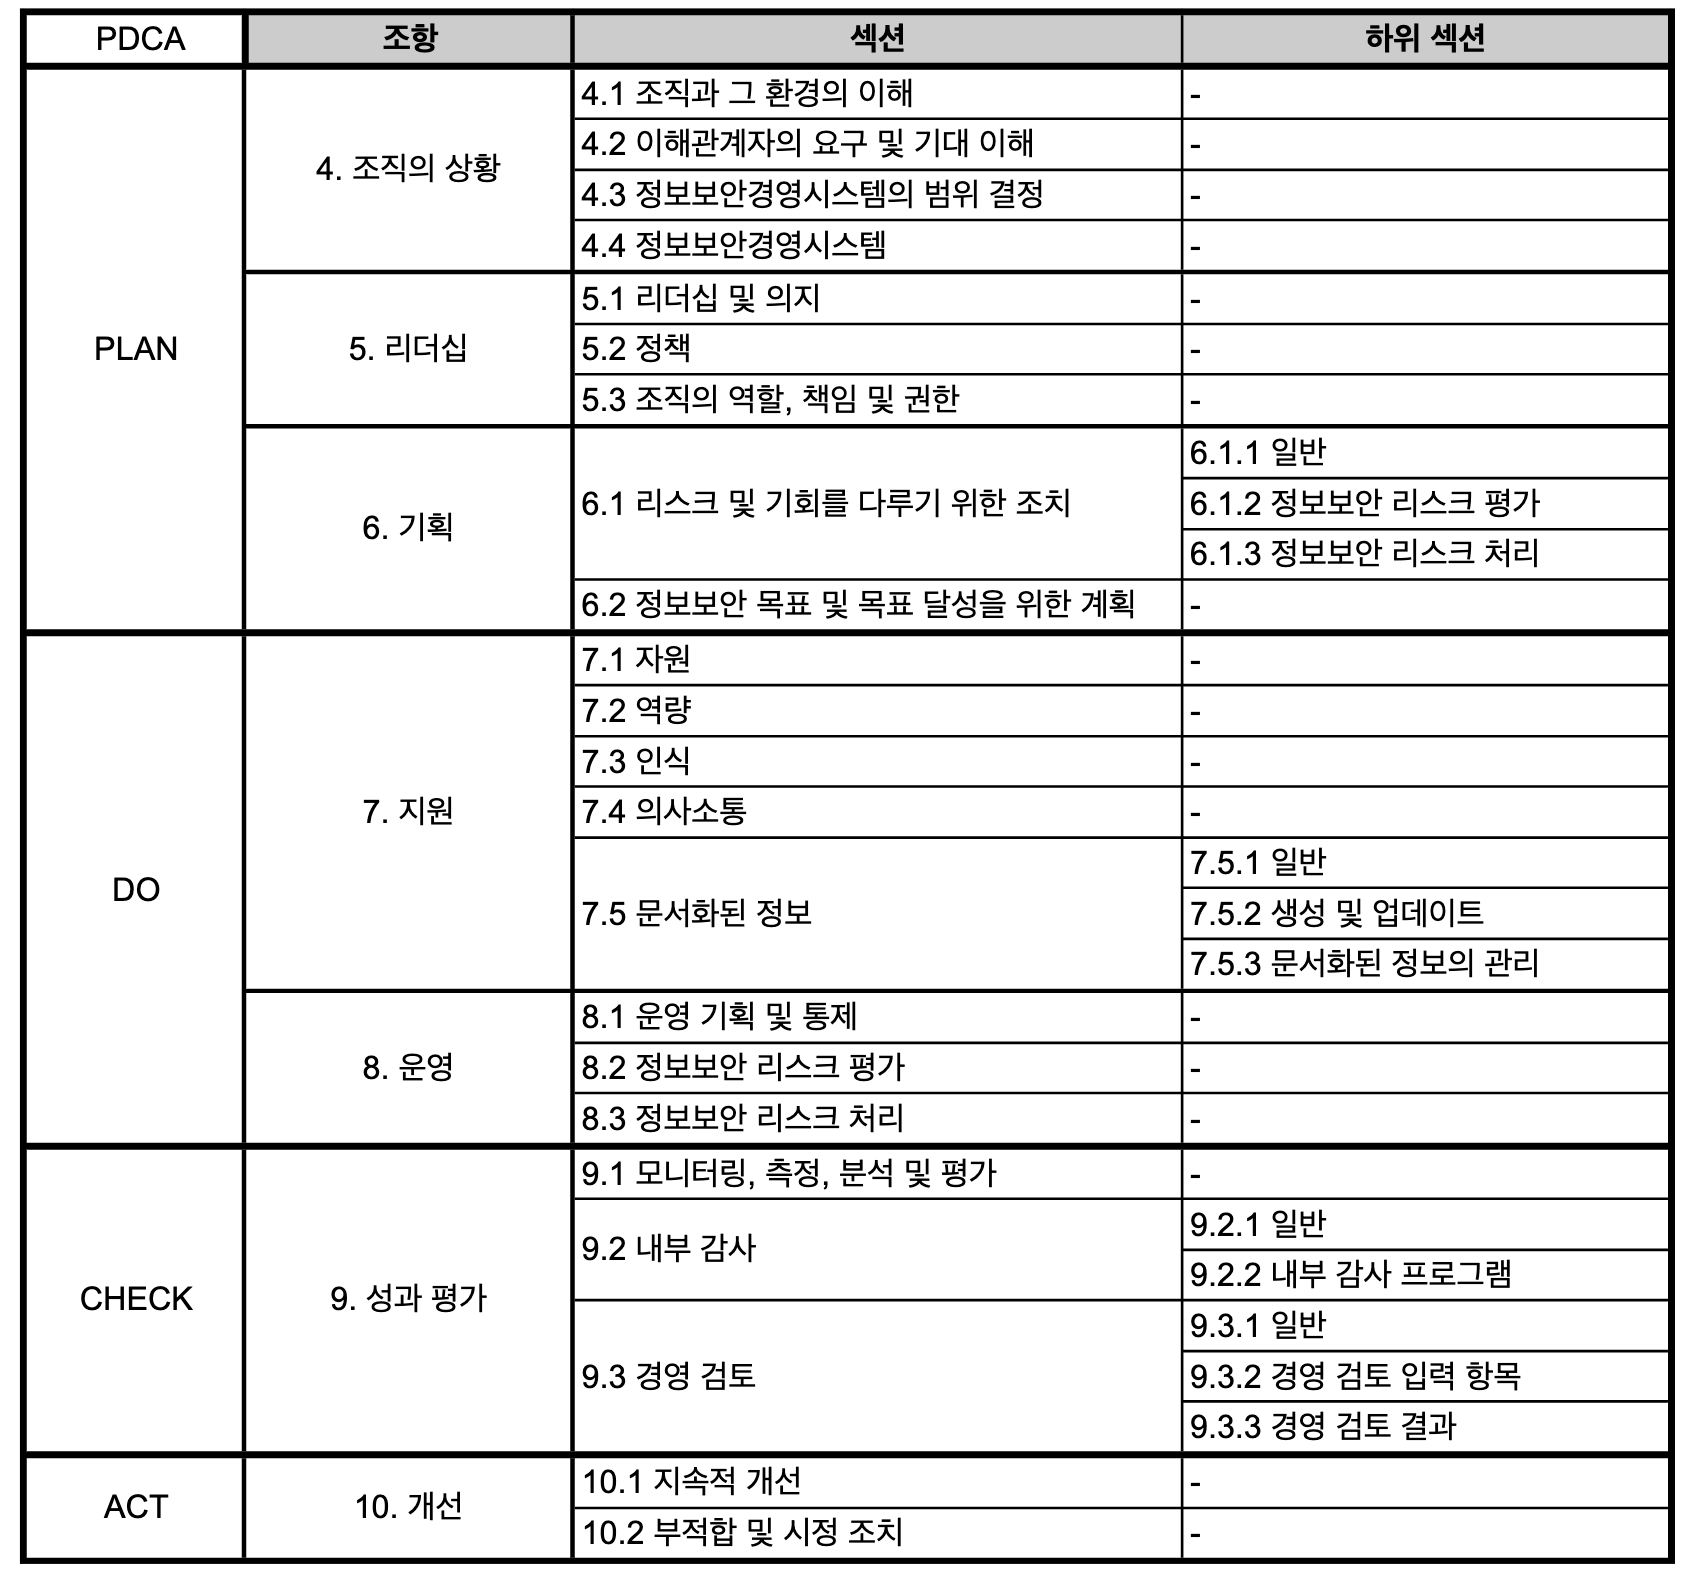 PDCA 조항 섹션 하위 섹션
PLAN
4. 조직의 상황
4.1 조직과 그 환경의 이해 -
4.2 이해관계자의 요구 및 기대 이해 -
4.3 정보보안경영시스템의 범위 결정 -
4.4 정보보안경영시스템 -
5. 리더십
5.1 리더십 및 의지 -
5.2 정책 -
5.3 조직의 역할, 책임 및 권한 -
6. 기획
6.1 리스크 및 기회를 다루기 위한 조치
6.1.1 일반
6.1.2 정보보안 리스크 평가
6.1.3 정보보안 리스크 처리
6.2 정보보안 목표 및 목표 달성을 위한 계획 -
DO
7. 지원
7.1 자원 -
7.2 역량 -
7.3 인식 -
7.4 의사소통 -
7.5 문서화된 정보
7.5.1 일반
7.5.2 생성 및 업데이트
7.5.3 문서화된 정보의 관리
8. 운영
8.1 운영 기획 및 통제 -
8.2 정보보안 리스크 평가 -
8.3 정보보안 리스크 처리 -
CHECK
9. 성과 평가
9.1 모니터링, 측정, 분석 및 평가 -
9.2 내부 감사
9.2.1 일반
9.2.2 내부 감사 프로그램
9.3 경영 검토
9.3.1 일반
9.3.2 경영 검토 입력 항목
9.3.3 경영 검토 결과
ACT
10. 개선
10.1 지속적 개선 -
10.2 부적합 및 시정 조치 -